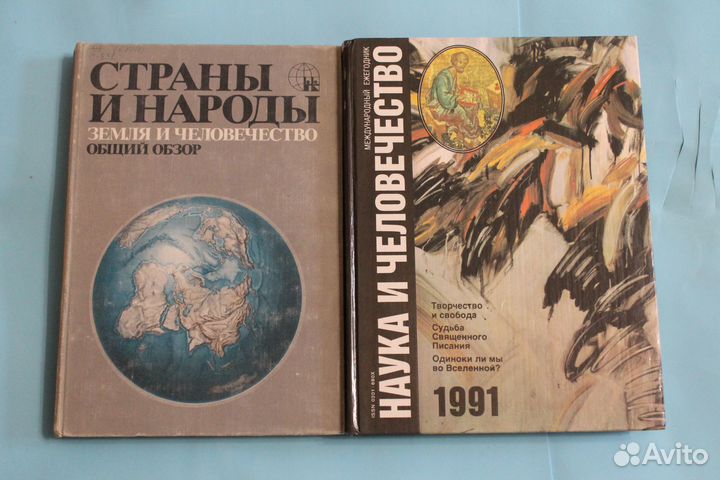 СТРАНЫ
И НАРОДЫ
ЗЕМЛЯ И ЧЕЛОВЕЧЕСТВО
ОБЩИЙ ОБЗОР
МЕЖДУНАРОДНЫЙ ЕЖЕГОДНИК
НАУКА И ЧЕЛОВЕЧЕСТВО
Творчество
и свобода
Судьба
Священного
Писания
Одиноки ли мы
во Вселенной?
1991
Avito